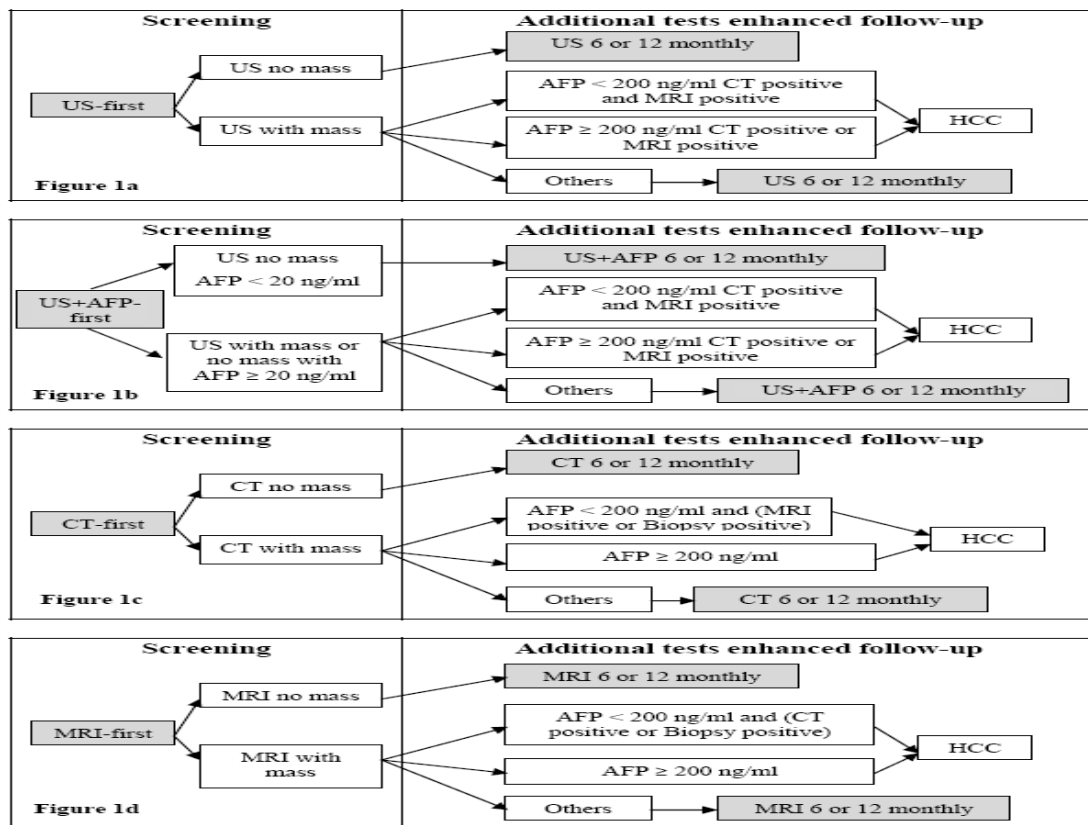 Screening
Additional tests enhanced follow-up
US 6 or 12 monthly
US no mass
AFP < 200 ng/ml CT positive
and MRI positive
US-first
HCC
US with mass
AFP ≥ 200 ng/ml CT positive or
MRI positive
Others
US 6 or 12 monthly
Figure 1a
Screening
Additional tests enhanced follow-up
US no mass
AFP < 20 ng/ml
US+AFP 6 or 12 monthly
US+AFP-
first
AFP < 200 ng/ml CT positive
and MRI positive
HCC
US with mass or
no mass with
AFP ≥ 20 ng/ml
AFP ≥ 200 ng/ml CT positive or
MRI positive
Others
US+AFP 6 or 12 monthly
Figure 1b
Screening
Additional tests enhanced follow-up
CT 6 or 12 monthly
CT no mass
AFP < 200 ng/ml and (MRI
positive or Biopsy positive)
CT-first
HCC
CT with mass
AFP ≥ 200 ng/ml
Others
CT 6 or 12 monthly
Figure 1c
Screening
Additional tests enhanced follow-up
MRI 6 or 12 monthly
MRI no mass
AFP < 200 ng/ml and (CT
positive or Biopsy positive)
MRI-first
HCC
MRI with
mass
AFP ≥ 200 ng/ml
Others
MRI 6 or 12 monthly
Figure 1d